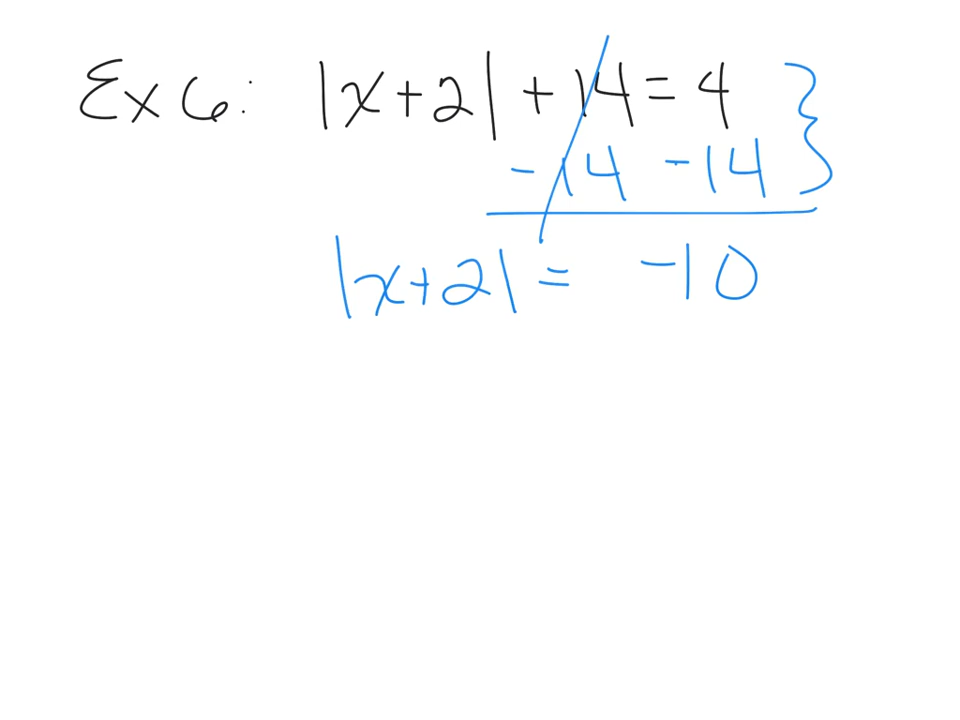 Ex 6: |x+2| + 14 = 4
-14 -14
|x+2| = -10